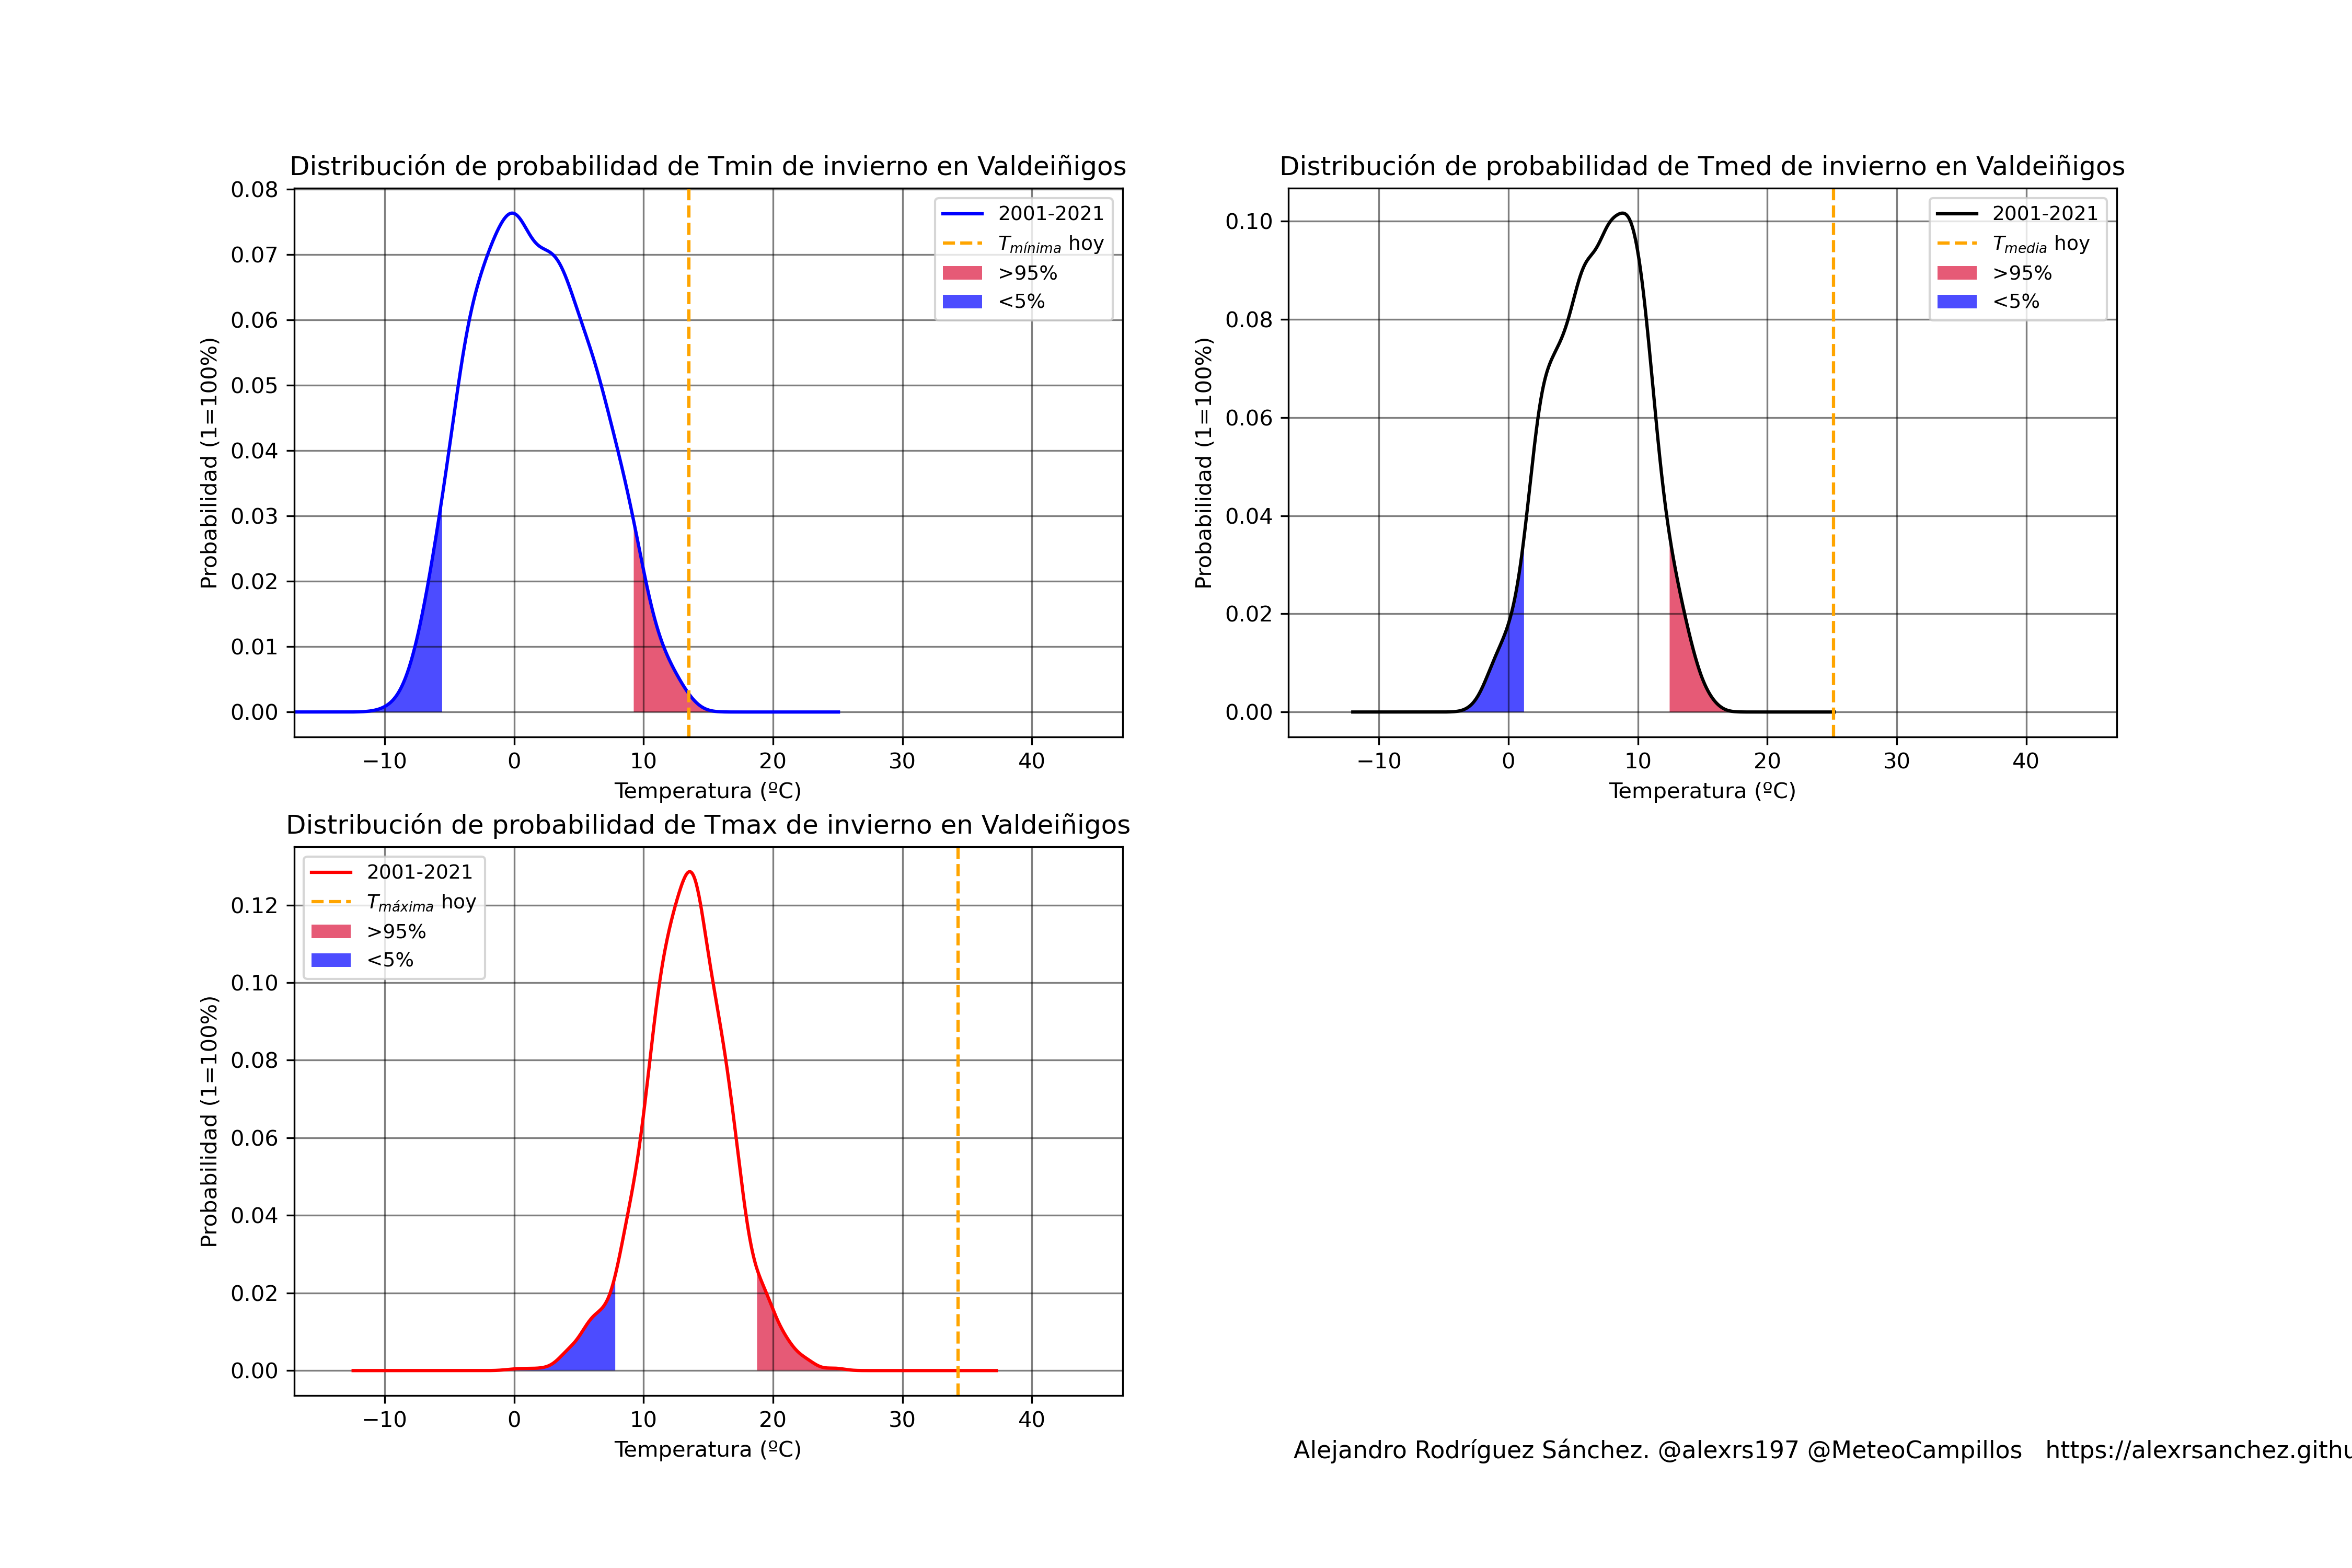 Distribución de probabilidad de Tmin de invierno en Valdeiñigos
0.08
0.07
0.06
0.05
0.04
0.03
0.02
0.01
0.00
Probabilidad (1=100%)
2001-2021
Tmínima hoy
>95%
<5%
−10 0 10 20 30 40
Temperatura (ºC)
Distribución de probabilidad de Tmed de invierno en Valdeiñigos
0.10
0.08
0.06
0.04
0.02
0.00
Probabilidad (1=100%)
2001-2021
Tmedia hoy
>95%
<5%
−10 0 10 20 30 40
Temperatura (ºC)
Distribución de probabilidad de Tmax de invierno en Valdeiñigos
0.12
0.10
0.08
0.06
0.04
0.02
0.00
Probabilidad (1=100%)
2001-2021
Tmáxima hoy
>95%
<5%
−10 0 10 20 30 40
Temperatura (ºC)
Alejandro Rodríguez Sánchez. @alexrs197 @MeteoCampillos https://alexrsanchez.githu